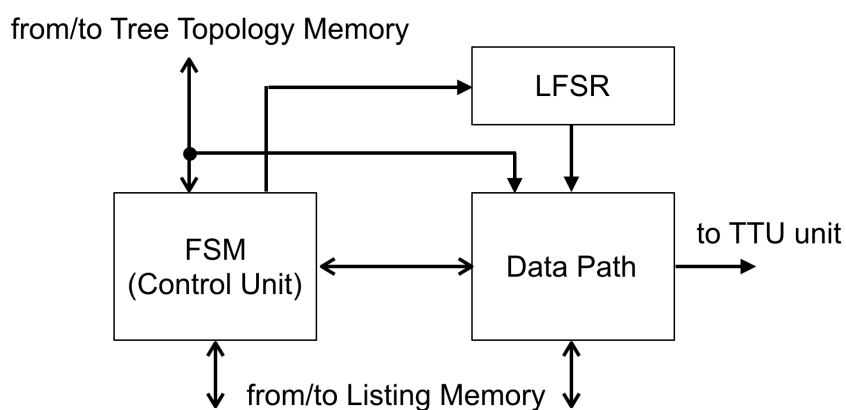 from/to Tree Topology Memory
LFSR
FSM
(Control Unit)
Data Path
to TTU unit
from/to Listing Memory